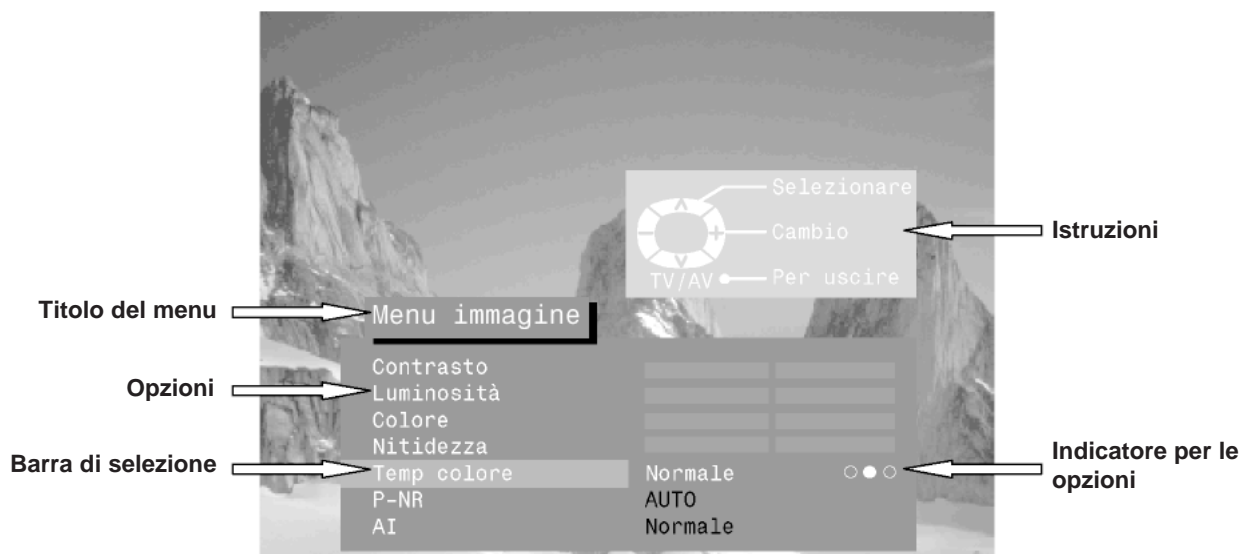 Selezionare
Cambio
TV/AV Per uscire
Istruzioni
Titolo del menu
Menu immagine
Contrasto
Opzioni
Luminosità
Colore
Nitidezza
Barra di selezione
Temp colore Normale
Indicatore per le
opzioni
P-NR AUTO
AI Normale